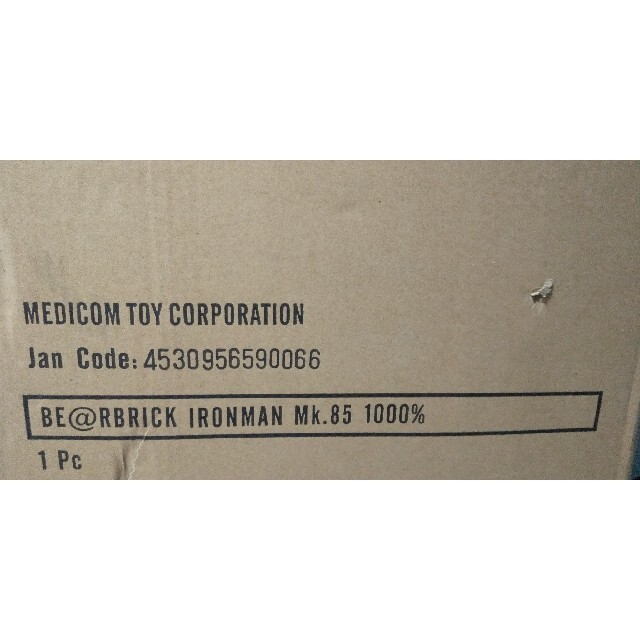 MEDICOM TOY CORPORATION
Jan Code: 4530956590066
BE@RBRICK IRONMAN Mk.85 1000%
1 Pc